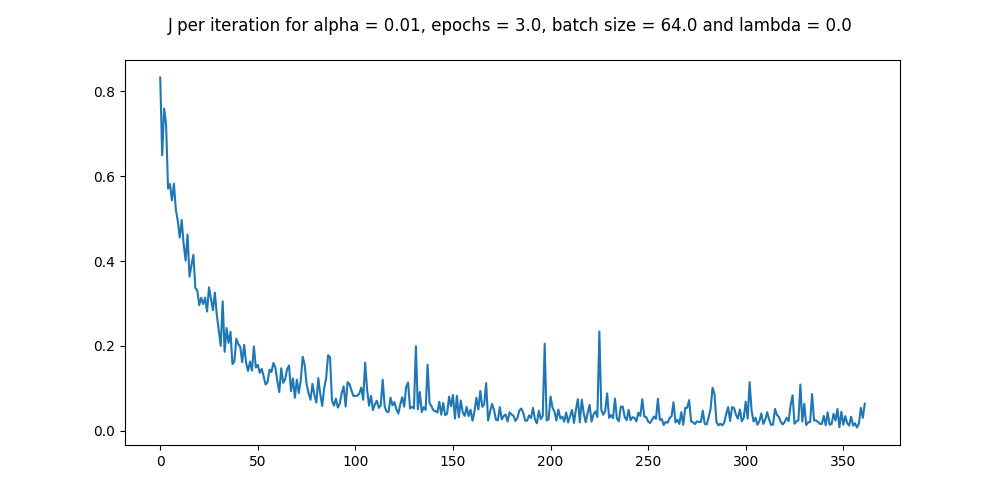 J per iteration for alpha = 0.01, epochs = 3.0, batch size = 64.0 and lambda = 0.0
0.8
0.6
0.4
0.2
0.0
0 50 100 150 200 250 300 350